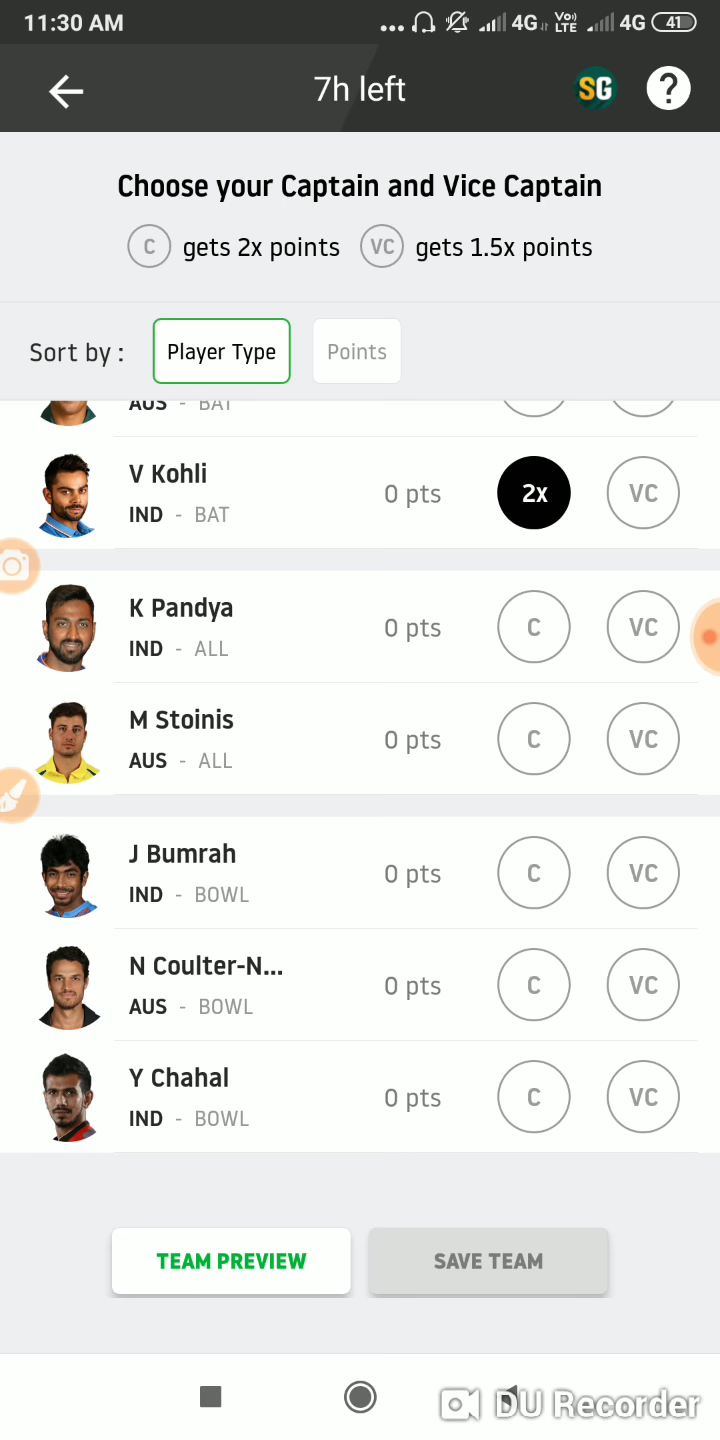 11:30 AM
4G VoLTE 4G 41
7h left
SG ?
Choose your Captain and Vice Captain
C gets 2x points VC gets 1.5x points
Sort by : Player Type Points
AUS - BAT
V Kohli
IND - BAT
0 pts
2x VC
K Pandya
IND - ALL
0 pts
C VC
M Stoinis
AUS - ALL
0 pts
C VC
J Bumrah
IND - BOWL
0 pts
C VC
N Coulter-N...
AUS - BOWL
0 pts
C VC
Y Chahal
IND - BOWL
0 pts
C VC
TEAM PREVIEW SAVE TEAM
DU Recorder